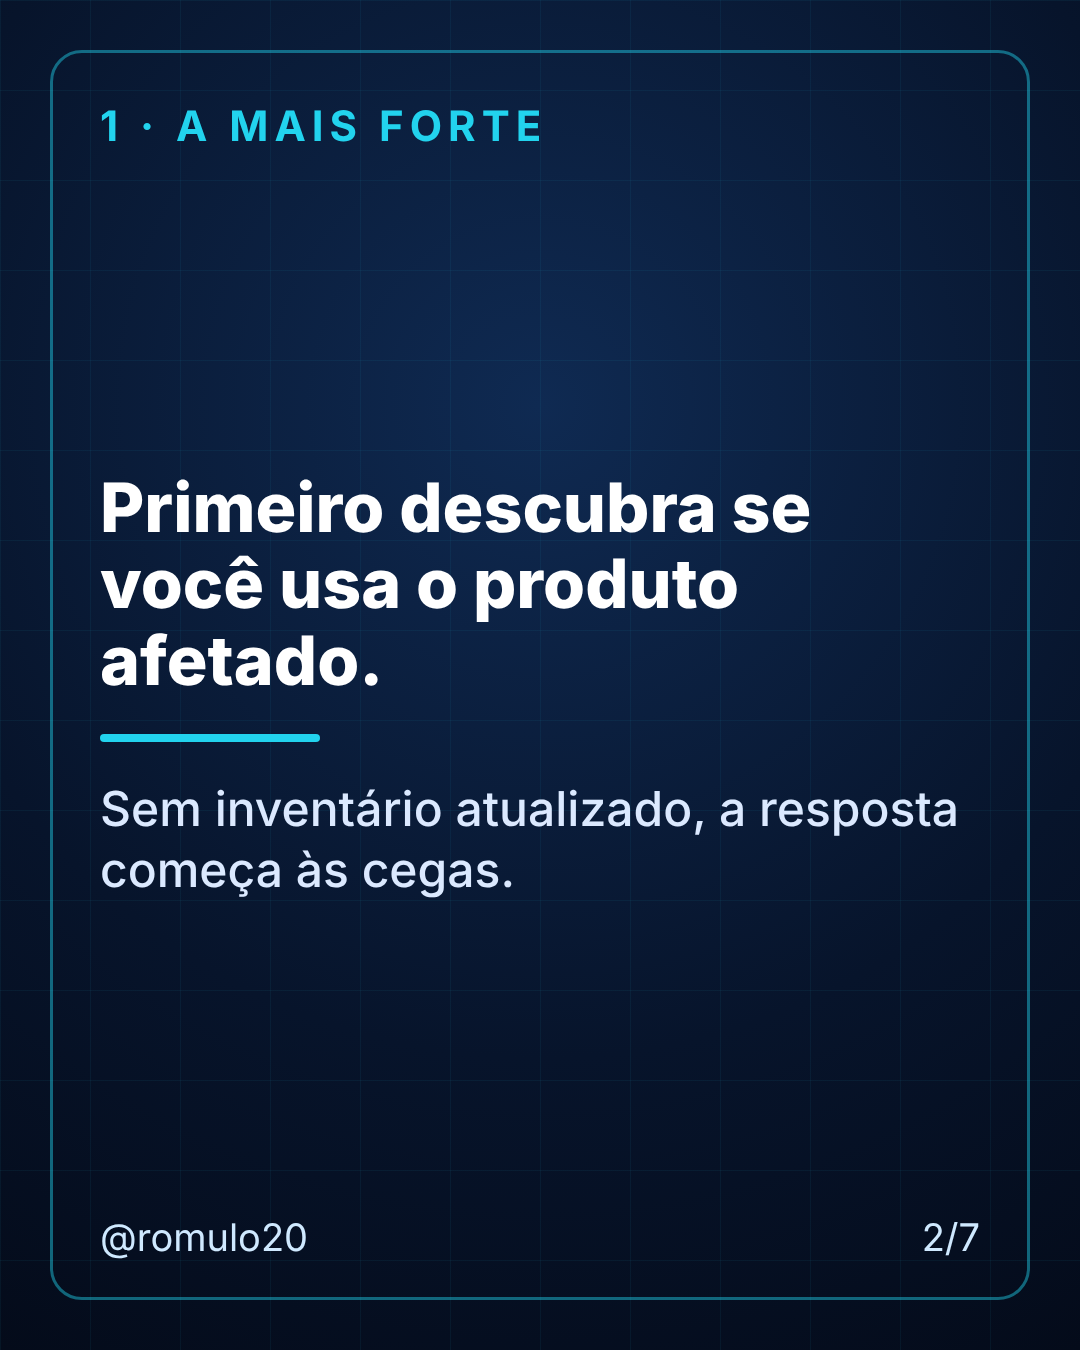 1 · A MAIS FORTE
Primeiro descubra se
você usa o produto
afetado.
Sem inventário atualizado, a resposta
começa às cegas.
@romulo20
2/7